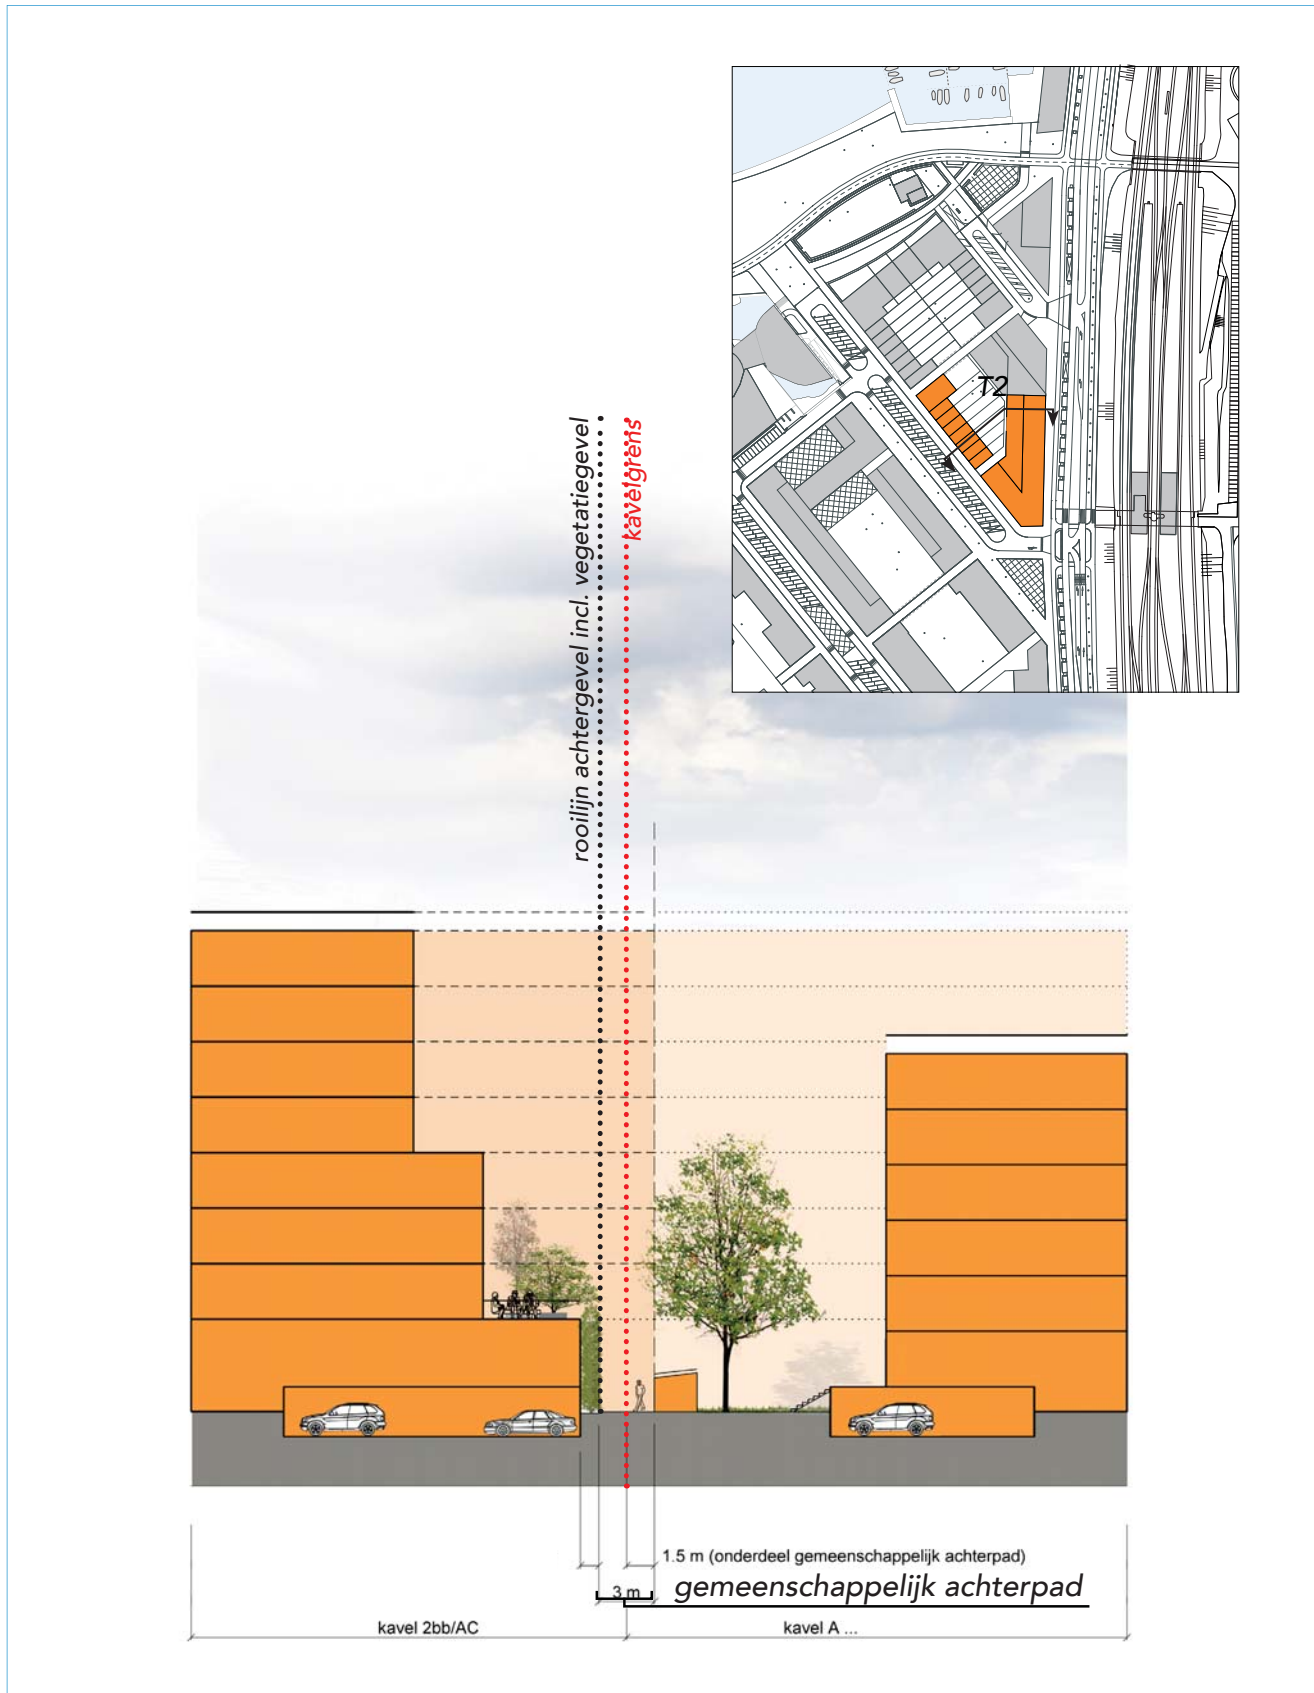 T2
rooilijn achtergevel incl. vegetatiegevel
kavelgrens
1.5 m (onderdeel gemeenschappelijk achterpad)
3 m
gemeenschappelijk achterpad
kavel 2bb/AC
kavel A ...